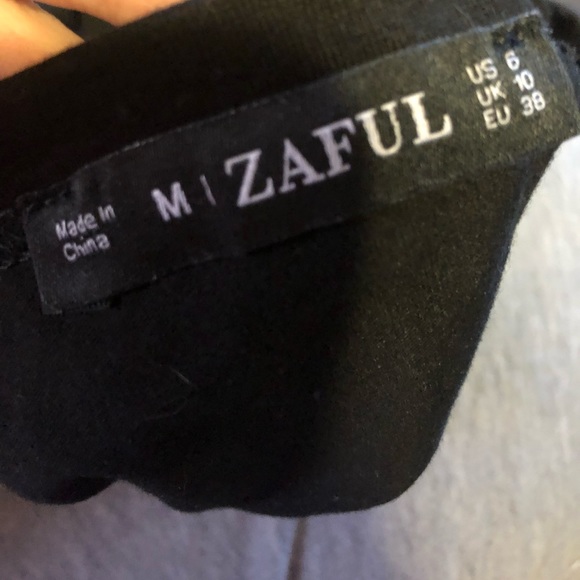 Made In
China
M | ZAFUL
US 6
UK 10
EU 38